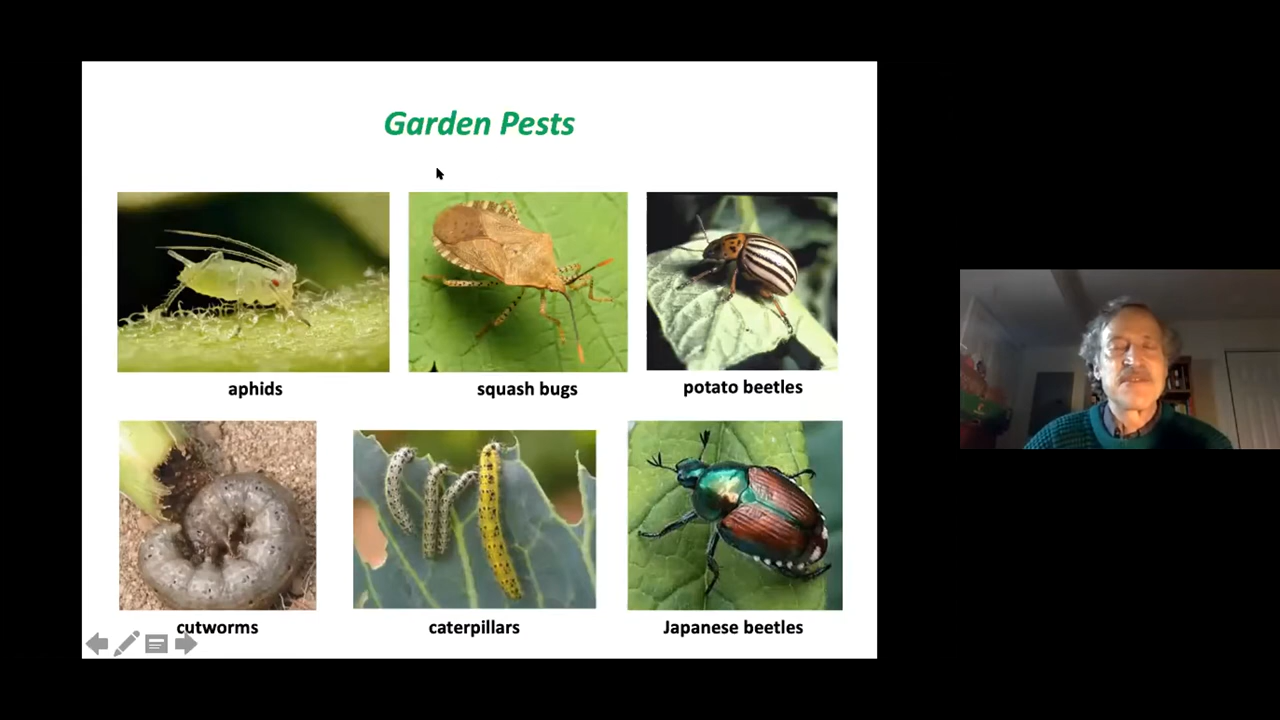 Garden Pests
aphids
squash bugs
potato beetles
cutworms
caterpillars
Japanese beetles